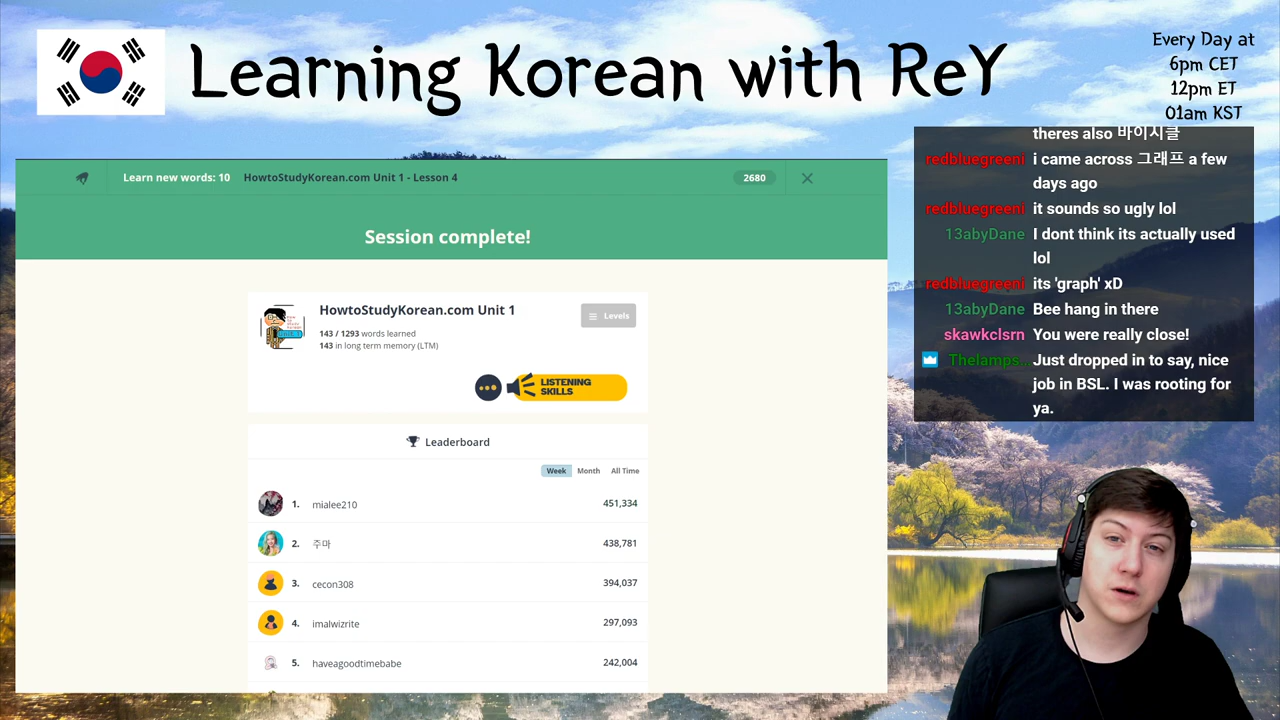 Learning Korean with ReY
Every Day at
6pm CET
12pm ET
01am KST
theres also 바이시클
redbluegreeni i came across 그래프 a few
days ago
redbluegreeni it sounds so ugly lol
13abyDane I dont think its actually used
lol
redbluegreeni its 'graph' xD
13abyDane Bee hang in there
skawkclsrn You were really close!
Thelamps... Just dropped in to say, nice
job in BSL. I was rooting for
ya.
Learn new words: 10 HowtoStudyKorean.com Unit 1 - Lesson 4 2680
Session complete!
HowtoStudyKorean.com Unit 1
Levels
143 / 1293 words learned
143 in long term memory (LTM)
LISTENING
SKILLS
Leaderboard
Week Month All Time
1. mialee210 451,334
2. 주마 438,781
3. cecon308 394,037
4. imalwizrite 297,093
5. haveagoodtimebabe 242,004